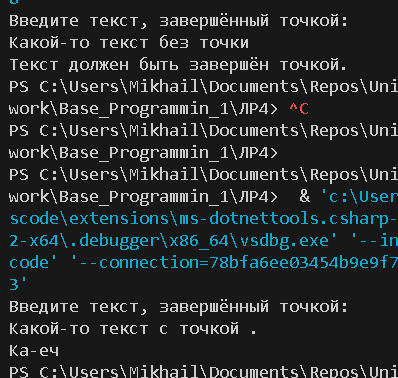 Введите текст, завершённый точкой:
Какой-то текст без точки
Текст должен быть завершён точкой.
PS C:\Users\Mikhail\Documents\Repos\Uni
work\Base_Programmin_1\ЛР4> ^C
PS C:\Users\Mikhail\Documents\Repos\Uni
work\Base_Programmin_1\ЛР4>
PS C:\Users\Mikhail\Documents\Repos\Uni
work\Base_Programmin_1\ЛР4>  & 'c:\User
scode\extensions\ms-dotnettools.csharp-
2-x64\.debugger\x86_64\vsdbg.exe' '--in
code' '--connection=78bfa6ee03454b9e9f7
3'
Введите текст, завершённый точкой:
Какой-то текст с точкой .
Ка-еч
PS C:\Users\Mikhail\Documents\Repos\Uni